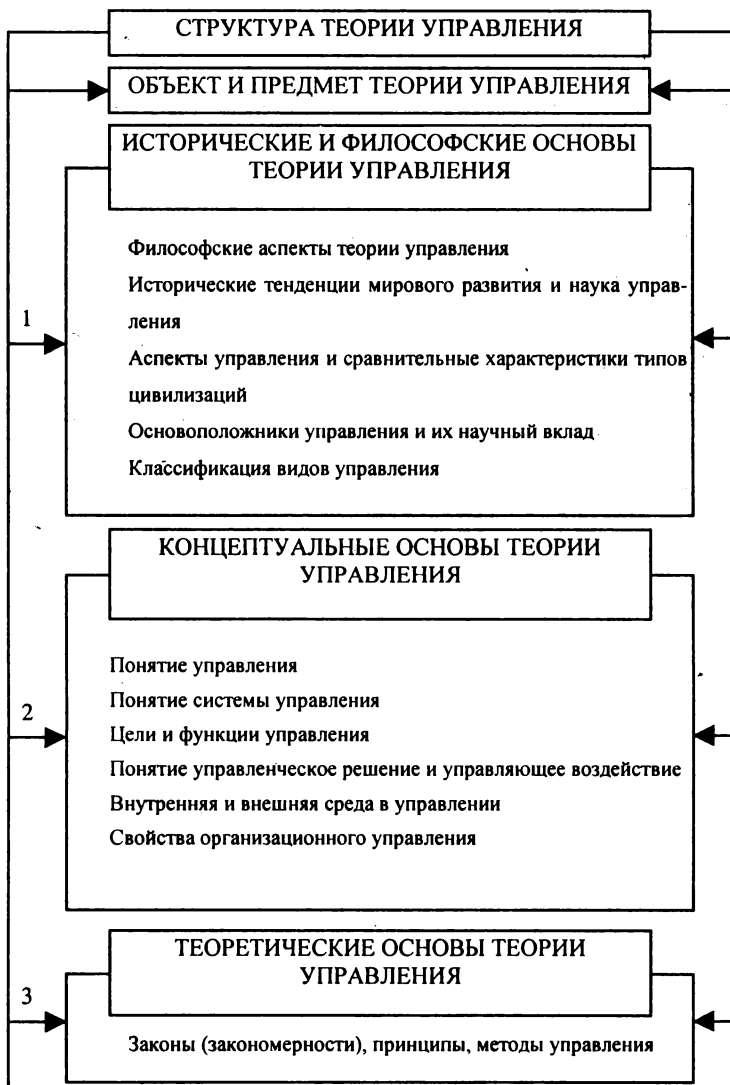 СТРУКТУРА ТЕОРИИ УПРАВЛЕНИЯ
ОБЪЕКТ И ПРЕДМЕТ ТЕОРИИ УПРАВЛЕНИЯ
ИСТОРИЧЕСКИЕ И ФИЛОСОФСКИЕ ОСНОВЫ
ТЕОРИИ УПРАВЛЕНИЯ
Философские аспекты теории управления
Исторические тенденции мирового развития и наука управ-
ления
1
Аспекты управления и сравнительные характеристики типов
цивилизаций
Основоположники управления и их научный вклад
Классификация видов управления
КОНЦЕПТУАЛЬНЫЕ ОСНОВЫ ТЕОРИИ
УПРАВЛЕНИЯ
Понятие управления
Понятие системы управления
2
Цели и функции управления
Понятие управленческое решение и управляющее воздействие
Внутренняя и внешняя среда в управлении
Свойства организационного управления
ТЕОРЕТИЧЕСКИЕ ОСНОВЫ ТЕОРИИ
УПРАВЛЕНИЯ
3
Законы (закономерности), принципы, методы управления